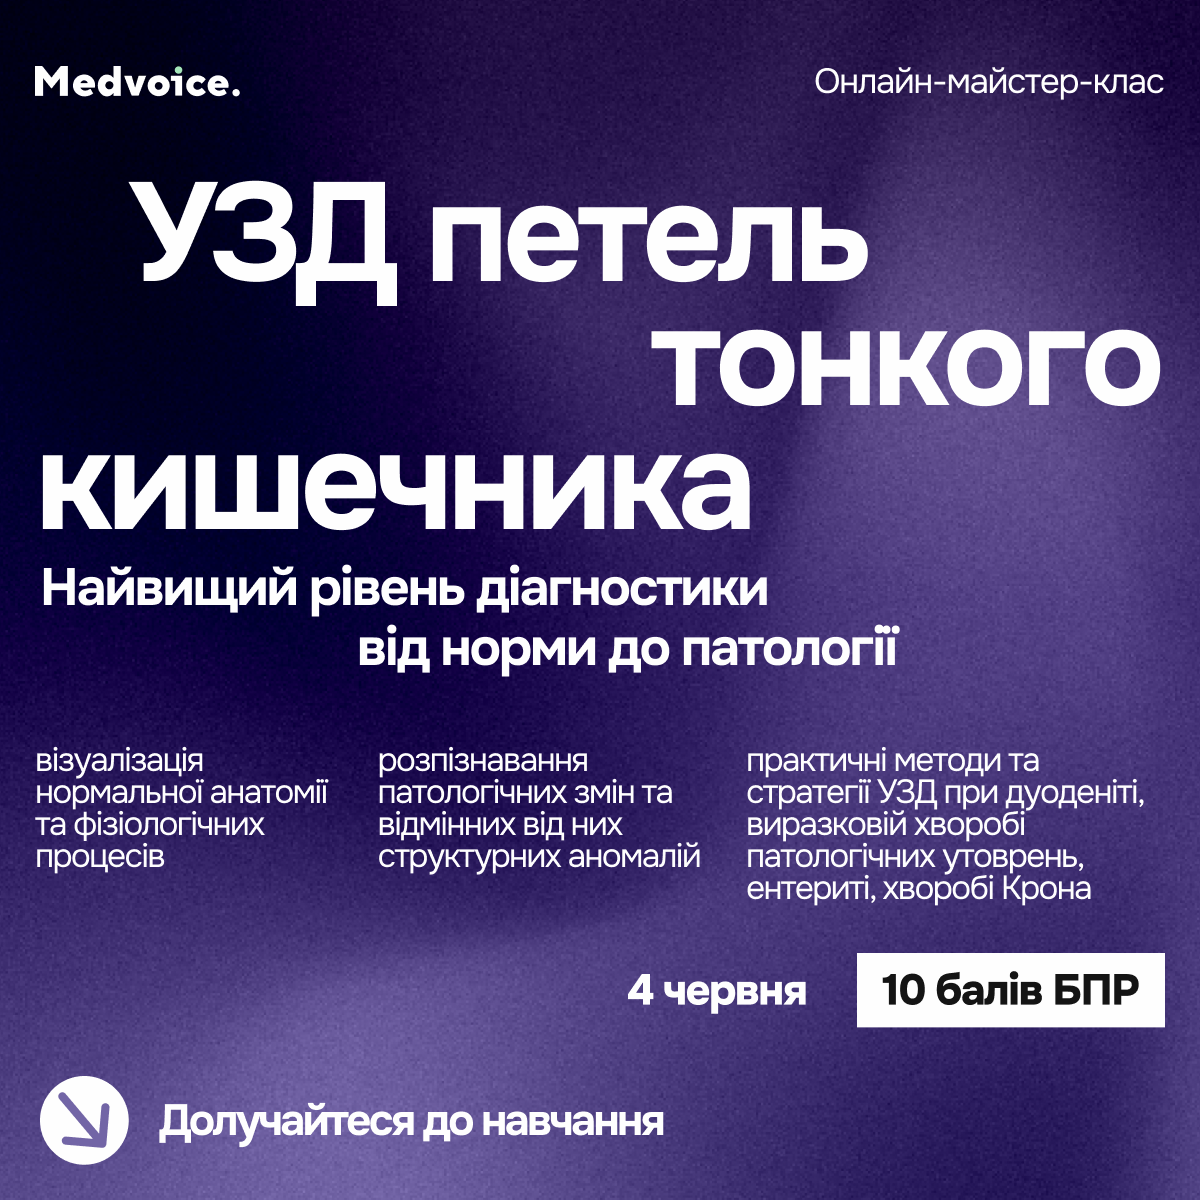 Medvoice.
Онлайн-майстер-клас
УЗД петель
тонкого
кишечника
Найвищий рівень діагностики
від норми до патології
візуалізація
нормальної анатомії
та фізіологічних
процесів
розпізнавання
патологічних змін та
відмінних від них
структурних аномалій
практичні методи та
стратегії УЗД при дуоденіті,
виразковій хворобі
патологічних утоврень,
ентериті, хворобі Крона
4 червня
10 балів БПР
Долучайтеся до навчання